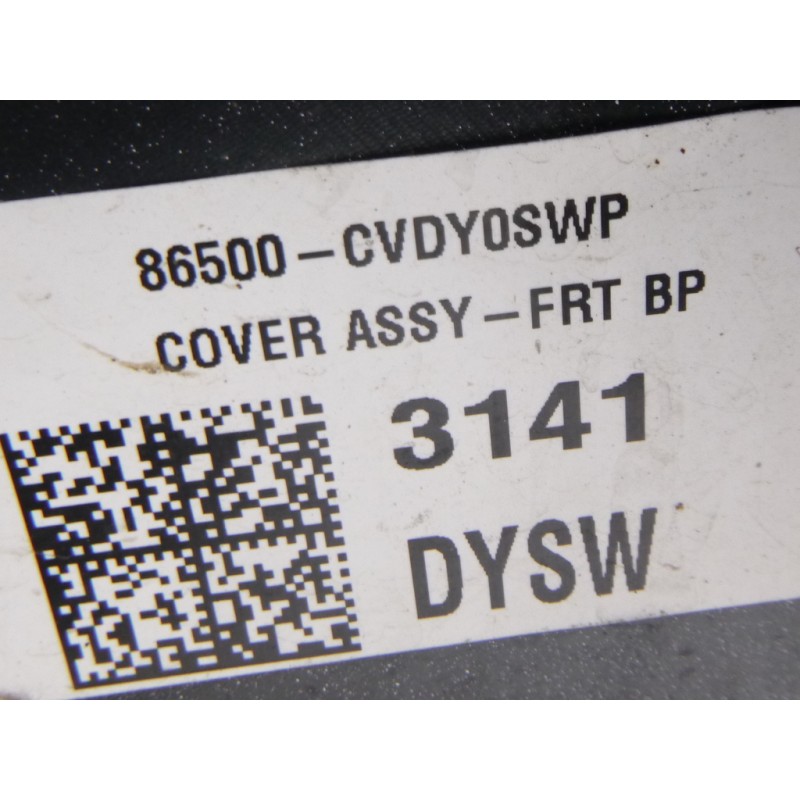 86500-CVDY0SWP
COVER ASSY-FRT BP
3141
DYSW